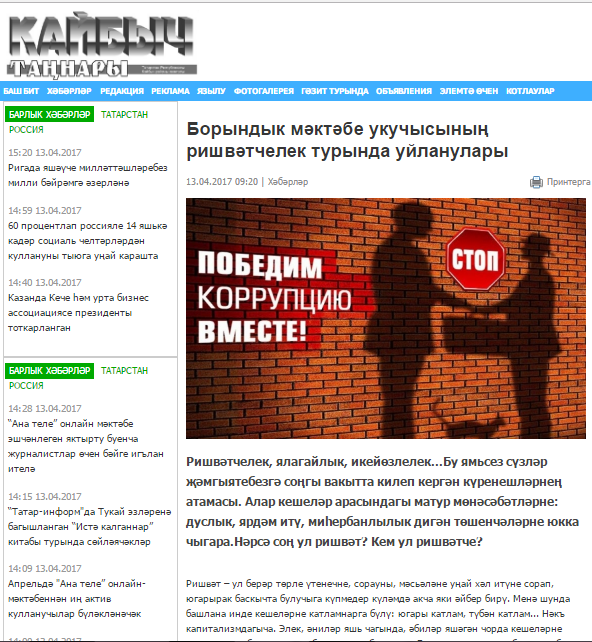 КАЙБЫЧ
ТАҢНАРЫ
БАШ БИТ ХӘБӘРЛӘР РЕДАКЦИЯ РЕКЛАМА ЯЗЫЛУ ФОТОГАЛЕРЕЯ ГӘЗИТ ТУРЫНДА ОБЪЯВЛЕНИЯ ЭЛЕМТӘ ӨЧЕН КОТЛАУЛАР
БАРЛЫК ХӘБӘРЛӘР ТАТАРСТАН
РОССИЯ
15:20 13.04.2017
Ригада яшәүче милләттәшләребез
милли бәйрәмгә әзерләнә
14:59 13.04.2017
60 процентлап россияле 14 яшькә
кадәр социаль челтәрләрдән
куллануны тыюга уңай карашта
14:40 13.04.2017
Казанда Кече һәм урта бизнес
ассоциациясе президенты
тоткарланган
БАРЛЫК ХӘБӘРЛӘР ТАТАРСТАН
РОССИЯ
14:28 13.04.2017
"Ана теле" онлайн мәктәбе
эшчәнлеген яктырту буенча
журналистлар өчен бәйге игълан
ителә
14:15 13.04.2017
"Татар-информ"да Тукай эзләренә
багышланган "Истә калганнар"
китабы турында сөйләячәкләр
14:09 13.04.2017
Апрельдә "Ана теле" онлайн-
мәктәбеннән иң актив
кулланучылар бүләкләнәчәк
Борындык мәктәбе укучысының
ришвәтчелек турында уйланулары
13.04.2017 09:20 | Хәбәрләр Принтерга
ПОБЕДИМ
КОРРУПЦИЮ
ВМЕСТЕ!
СТОП
Ришвәтчелек, ялагайлук, икейөзлелек...Бу ямьсез сүзләр
җәмгыятебезгә соңгы вакытта килеп кергән күренешләрнең
атамасы. Алар кешеләр арасындагы матур мөнәсәбәтләрне:
дуслык, ярдәм итү, миһербанлылык дигән төшенчәләрне юкка
чыгара.Нәрсә соң ул ришвәт? Кем ул ришвәтче?
Ришвәт – ул берәр төрле үтенечне, сорауны, мәсьәләне уңай хәл итүне сорап,
югарырак баскычта булучыга күпмедер күләмдә акча яки әйбер бирү. Менә шунда
башлана инде кешеләрне катламнарга бүлү: югары катлам, түбән катлам... Нәкъ
капитализмдагыча. Элек, әниләр яшь чагында, әбиләр яшәгән чорда кешеләрне